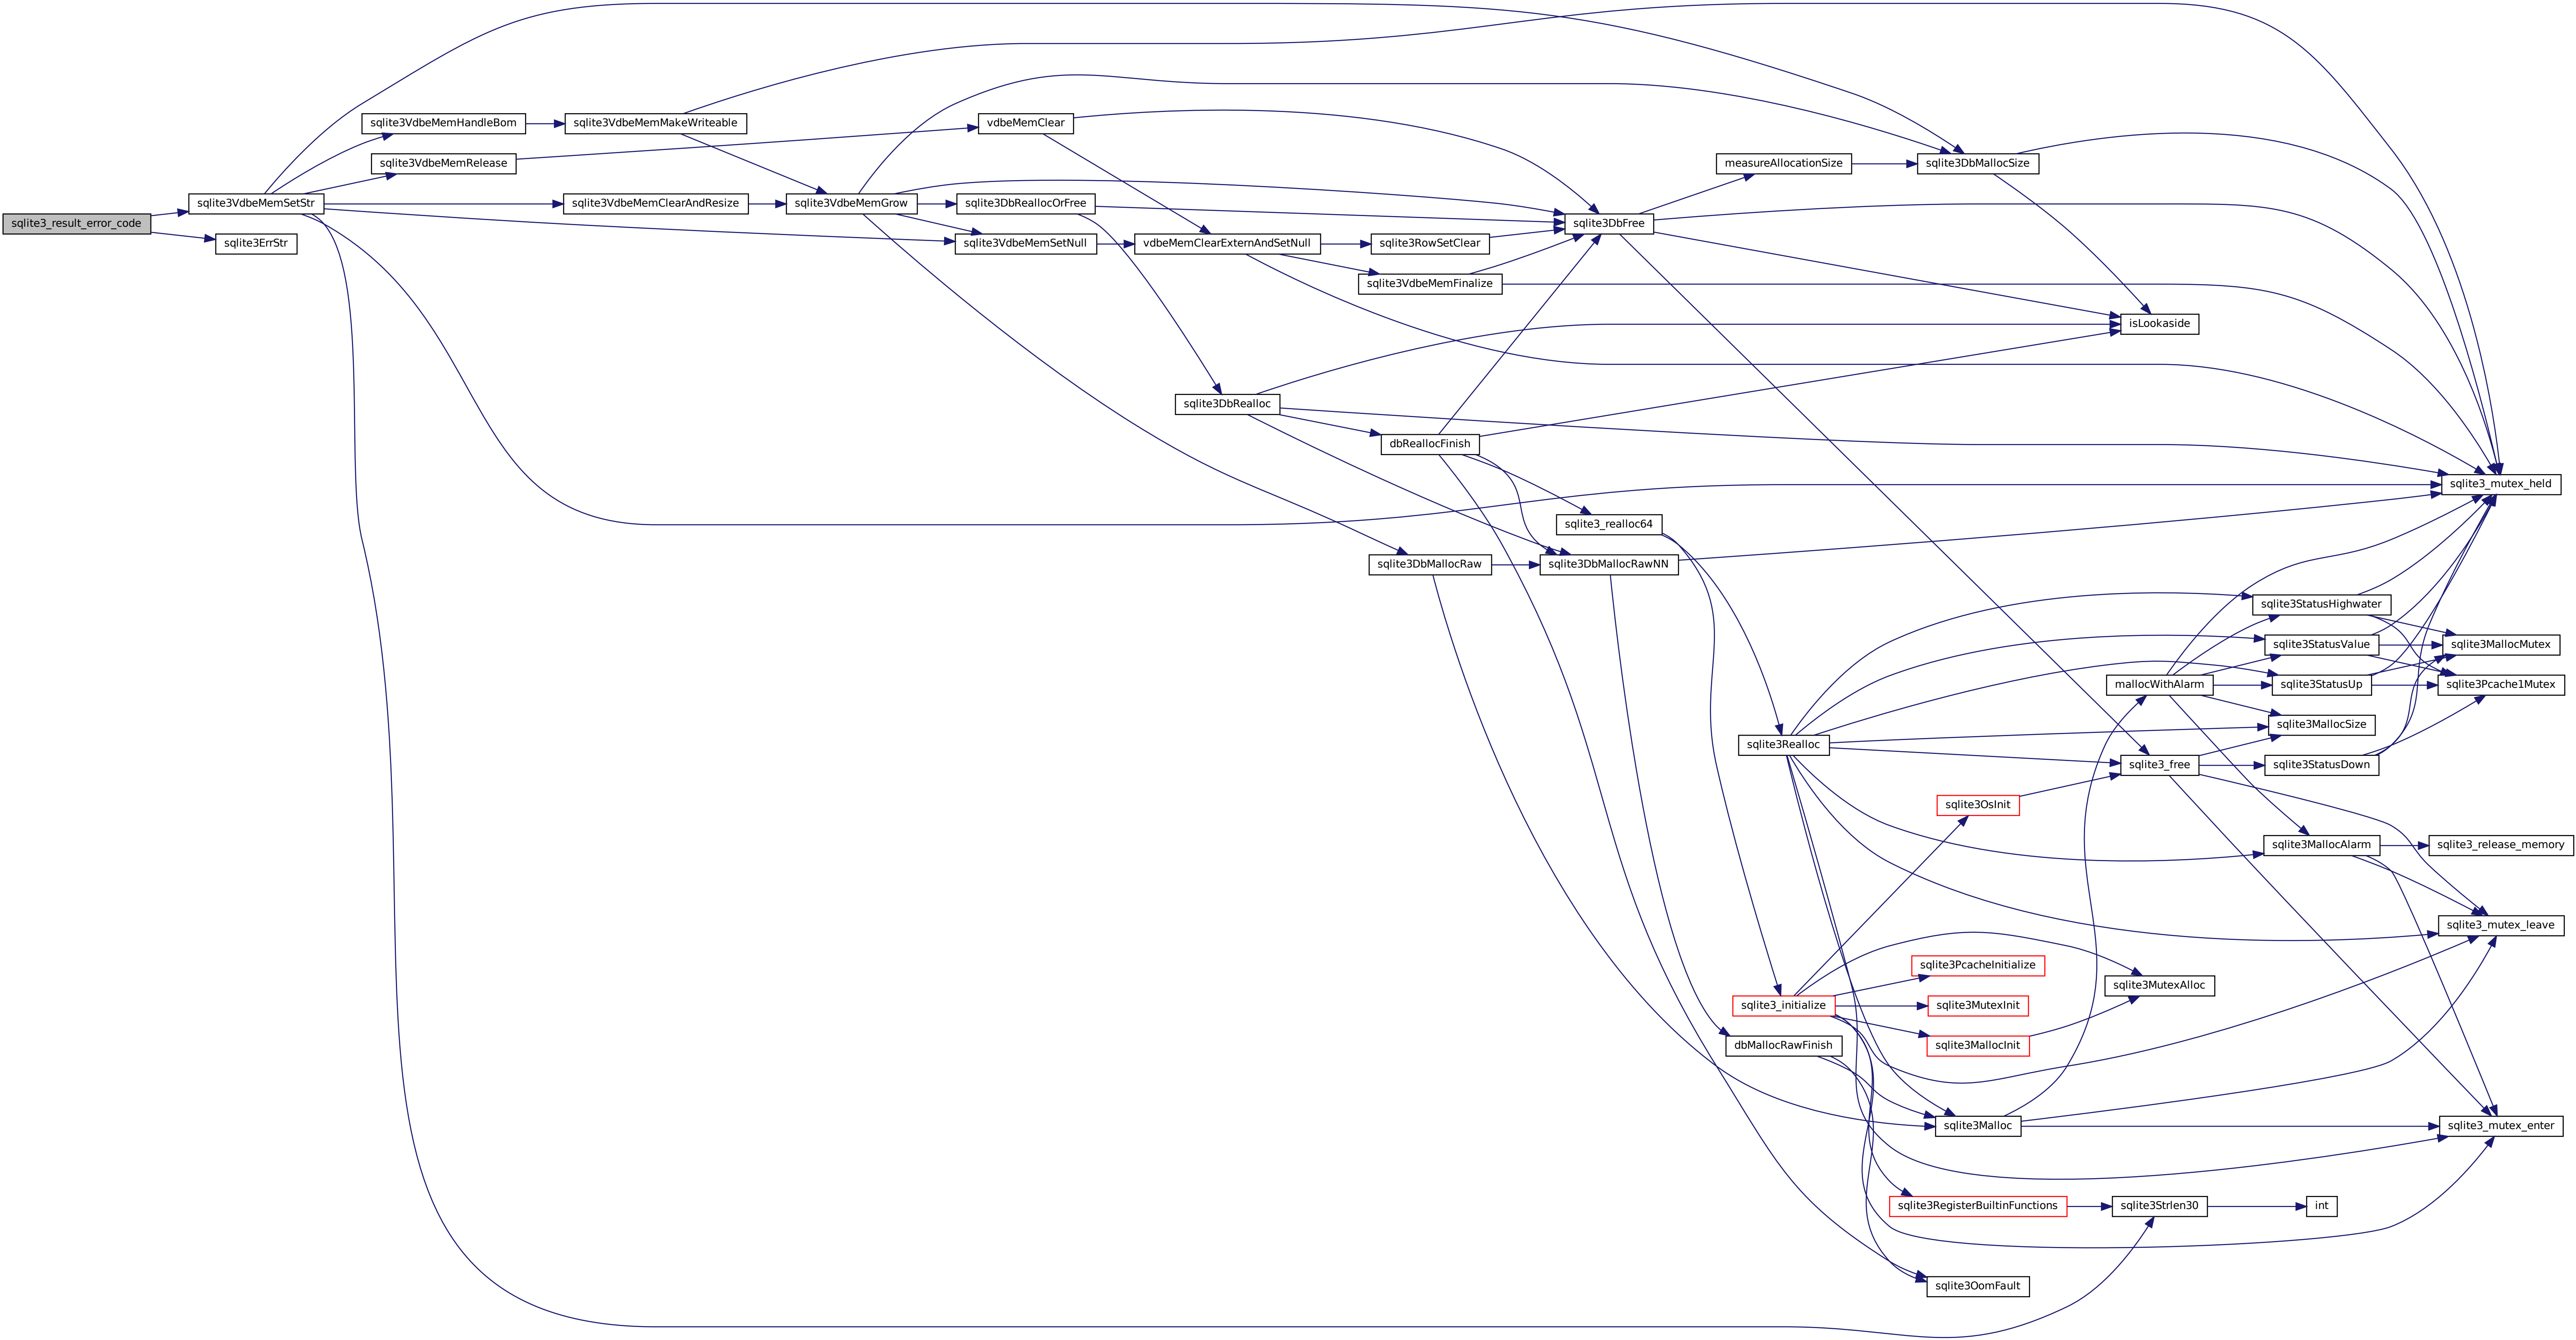 sqlite3_result_error_code
sqlite3VdbeMemSetStr
sqlite3ErrStr
sqlite3VdbeMemHandleBom
sqlite3VdbeMemRelease
sqlite3VdbeMemMakeWriteable
sqlite3VdbeMemClearAndResize
sqlite3VdbeMemGrow
vdbeMemClear
sqlite3DbReallocOrFree
sqlite3VdbeMemSetNull
vdbeMemClearExternAndSetNull
sqlite3DbRealloc
sqlite3RowSetClear
sqlite3VdbeMemFinalize
dbReallocFinish
sqlite3DbMallocRaw
sqlite3DbFree
sqlite3_realloc64
sqlite3DbMallocRawNN
measureAllocationSize
sqlite3Realloc
sqlite3_initialize
dbMallocRawFinish
sqlite3DbMallocSize
sqlite3OsInit
sqlite3PcacheInitialize
sqlite3MutexInit
sqlite3MallocInit
sqlite3Malloc
sqlite3RegisterBuiltinFunctions
sqlite3OomFault
isLookaside
mallocWithAlarm
sqlite3_free
sqlite3MutexAlloc
sqlite3Strlen30
sqlite3StatusHighwater
sqlite3StatusValue
sqlite3StatusUp
sqlite3MallocSize
sqlite3StatusDown
sqlite3MallocAlarm
int
sqlite3_mutex_held
sqlite3MallocMutex
sqlite3Pcache1Mutex
sqlite3_release_memory
sqlite3_mutex_leave
sqlite3_mutex_enter